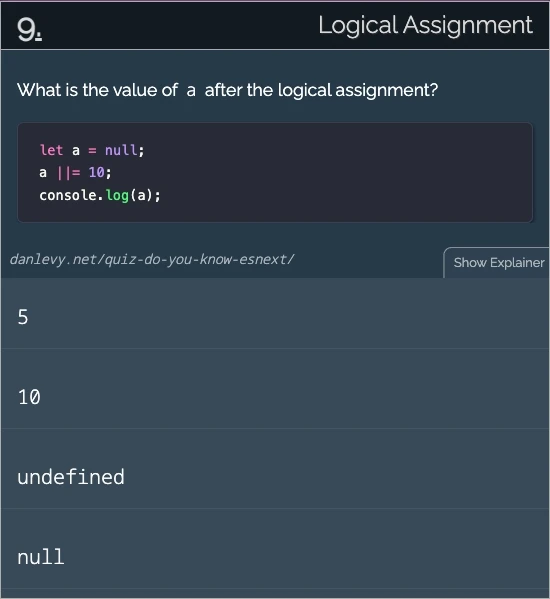 9.
Logical Assignment
What is the value of a after the logical assignment?
let a = null;
a ||= 10;
console.log(a);
danlevy.net/quiz-do-you-know-esnext/
Show Explainer
5
10
undefined
null